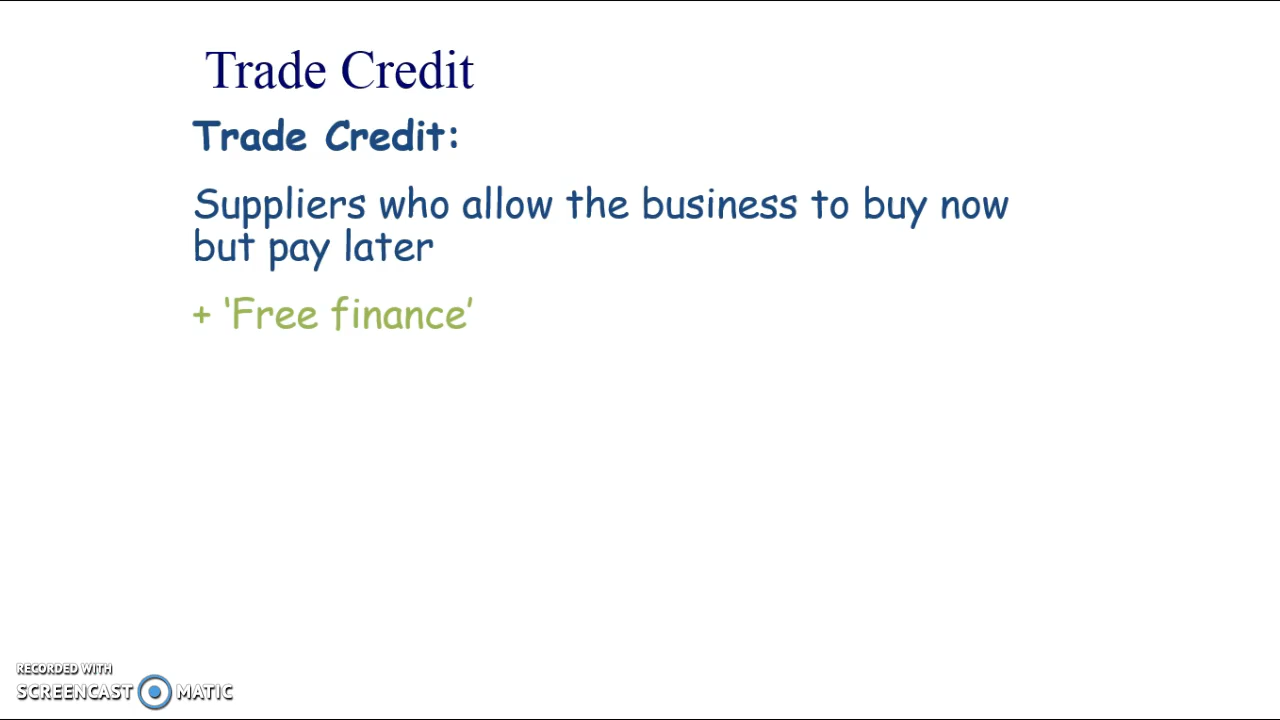 Trade Credit
Trade Credit:
Suppliers who allow the business to buy now
but pay later
+ ‘Free finance’
RECORDED WITH
SCREENCAST MATIC